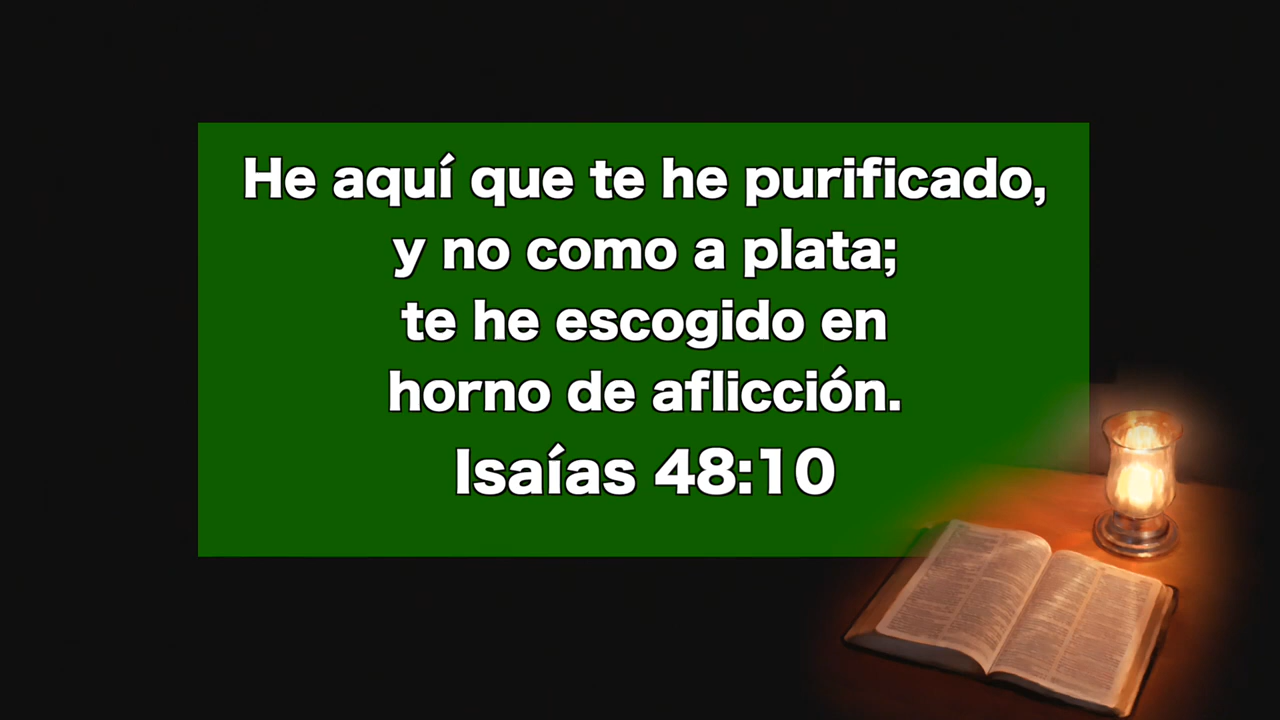 He aquí que te he purificado,
y no como a plata;
te he escogido en
horno de aflicción.
Isaías 48:10